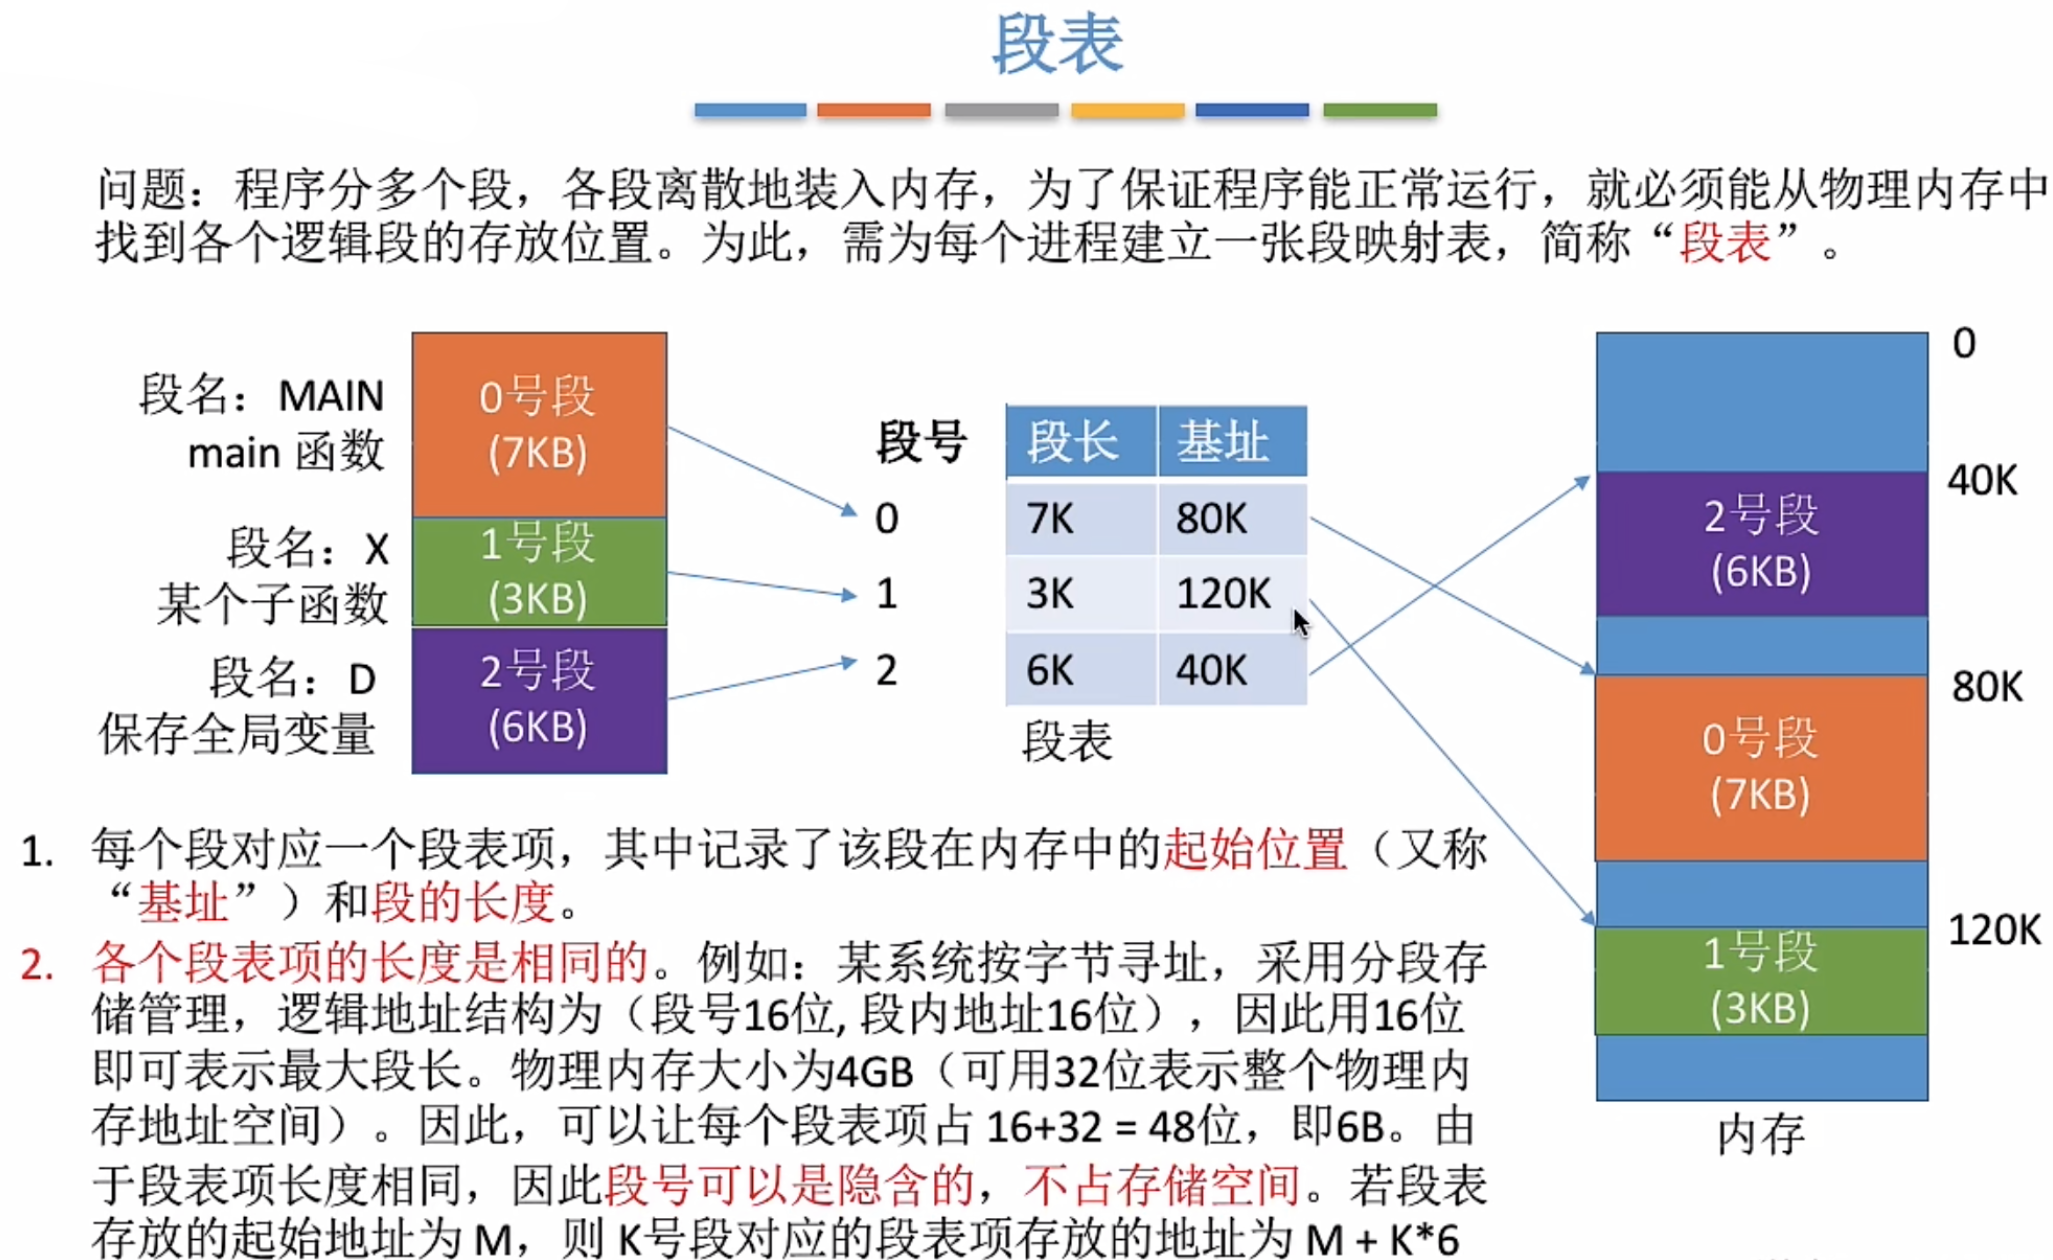 段表
问题：程序分多个段，各段离散地装入内存，为了保证程序能正常运行，就必须能从物理内存中
找到各个逻辑段的存放位置。为此，需为每个进程建立一张段映射表，简称“段表”。
段名：MAIN
main 函数
段名：X
某个子函数
段名：D
保存全局变量
0号段
(7KB)
1号段
(3KB)
2号段
(6KB)
段号 段长 基址
0 7K 80K
1 3K 120K
2 6K 40K
段表
0
40K
2号段
(6KB)
80K
0号段
(7KB)
120K
1号段
(3KB)
内存
1. 每个段对应一个段表项，其中记录了该段在内存中的起始位置（又称
“基址”）和段的长度。
2. 各个段表项的长度是相同的。例如：某系统按字节寻址，采用分段存
储管理，逻辑地址结构为（段号16位, 段内地址16位），因此用16位
即可表示最大段长。物理内存大小为4GB（可用32位表示整个物理内
存地址空间）。因此，可以让每个段表项占 16+32 = 48位，即6B。由
于段表项长度相同，因此段号可以是隐含的，不占存储空间。若段表
存放的起始地址为 M，则 K号段对应的段表项存放的地址为 M + K*6